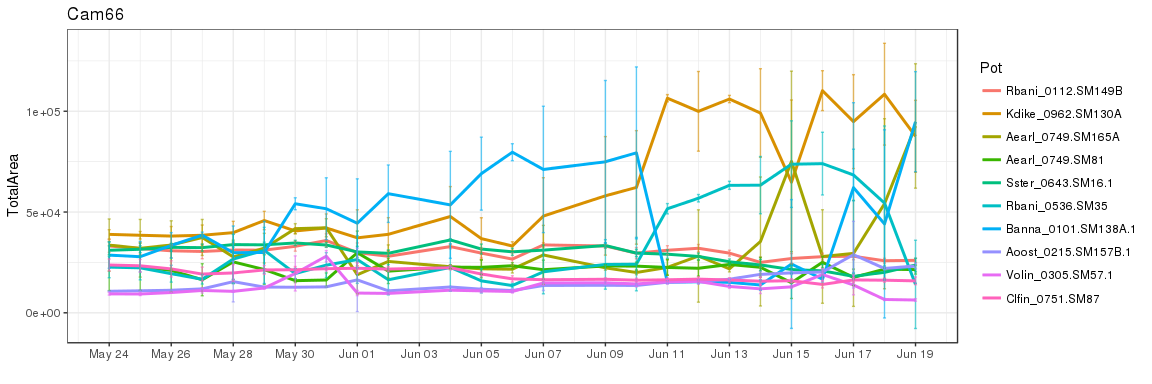 Cam66
TotalArea
1e+05
5e+04
0e+00
May 24
May 26
May 28
May 30
Jun 01
Jun 03
Jun 05
Jun 07
Jun 09
Jun 11
Jun 13
Jun 15
Jun 17
Jun 19
Pot
Rbani_0112.SM149B
Kdike_0962.SM130A
Aearl_0749.SM165A
Aearl_0749.SM81
Sster_0643.SM16.1
Rbani_0536.SM35
Banna_0101.SM138A.1
Aoost_0215.SM157B.1
Volin_0305.SM57.1
Clfin_0751.SM87